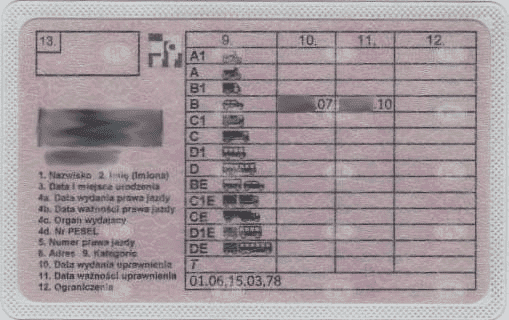 13.
9. 10. 11. 12.
A1
A
B1
B .07 .10
C1
C
D1
D
BE
C1E
CE
D1E
DE
T
01.06,15.03,78
1. Nazwisko 2. Imię (imiona)
3. Data i miejsce urodzenia
4a. Data wydania prawa jazdy
4b. Data ważności prawa jazdy
4c. Organ wydający
4d. Nr PESEL
5. Numer prawa jazdy
8. Adres 9. Kategorie
10. Data wydania uprawnienia
11. Data ważności uprawnienia
12. Ograniczenia